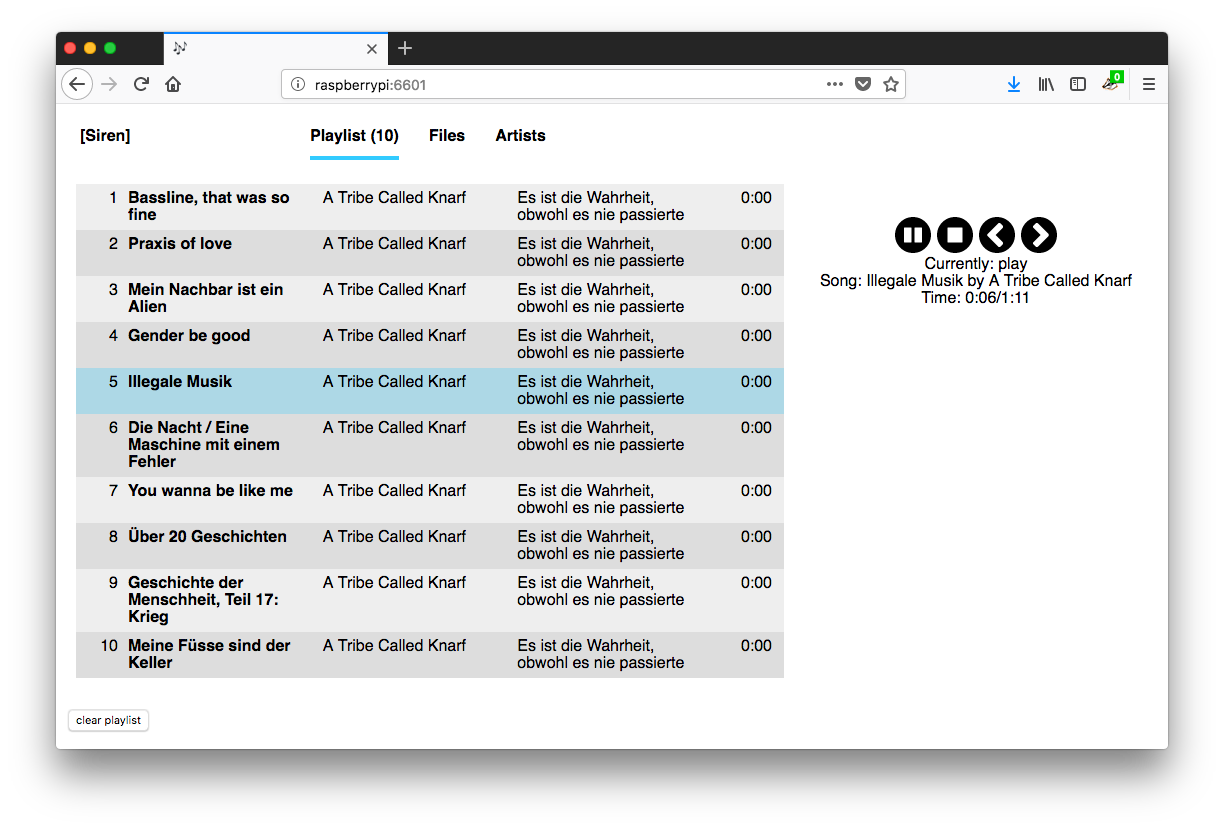 0
raspberrypi:6601
[Siren] Playlist (10) Files Artists
1 Bassline, that was so A Tribe Called Knarf Es ist die Wahrheit, 0:00
fine obwohl es nie passierte
2 Praxis of love A Tribe Called Knarf Es ist die Wahrheit, 0:00
obwohl es nie passierte
3 Mein Nachbar ist ein A Tribe Called Knarf Es ist die Wahrheit, 0:00
Alien obwohl es nie passierte
4 Gender be good A Tribe Called Knarf Es ist die Wahrheit, 0:00
obwohl es nie passierte
5 Illegale Musik A Tribe Called Knarf Es ist die Wahrheit, 0:00
obwohl es nie passierte
6 Die Nacht / Eine A Tribe Called Knarf Es ist die Wahrheit, 0:00
Maschine mit einem obwohl es nie passierte
Fehler
7 You wanna be like me A Tribe Called Knarf Es ist die Wahrheit, 0:00
obwohl es nie passierte
8 Über 20 Geschichten A Tribe Called Knarf Es ist die Wahrheit, 0:00
obwohl es nie passierte
9 Geschichte der A Tribe Called Knarf Es ist die Wahrheit, 0:00
Menschheit, Teil 17: obwohl es nie passierte
Krieg
10 Meine Füsse sind der A Tribe Called Knarf Es ist die Wahrheit, 0:00
Keller obwohl es nie passierte
clear playlist
Currently: play
Song: Illegale Musik by A Tribe Called Knarf
Time: 0:06/1:11